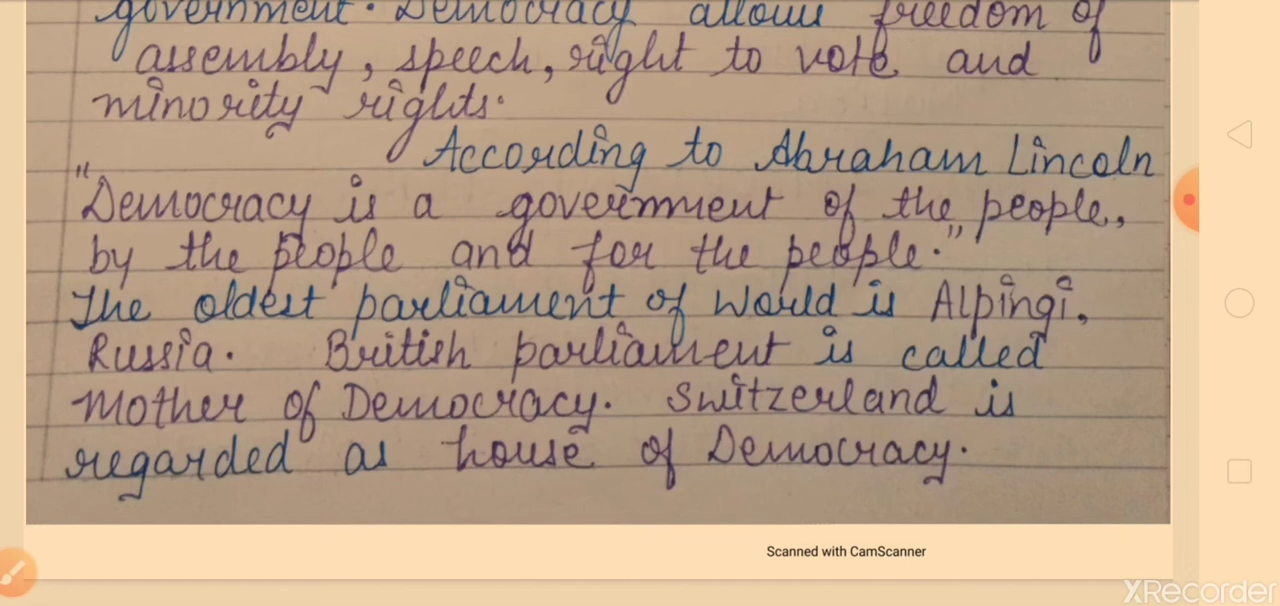 government. Democracy allows freedom of
assembly, speech, right to vote and
minority rights.
According to Abraham Lincoln
"Democracy is a government of the people,
by the people and for the people."
The oldest parliament of world is Alpingi,
Russia. British parliament is called
Mother of Democracy. Switzerland is
regarded as house of Democracy.
Scanned with CamScanner
XRecorder